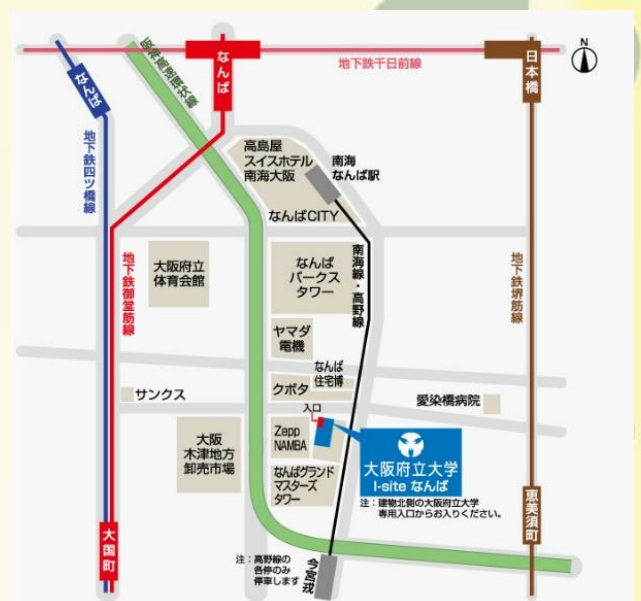 N
なんば
なんば
日本橋
地下鉄千日前線
阪神高速環状線
地下鉄四ツ橋線
高島屋
スイスホテル
南海大阪
南海
なんば駅
なんばCITY
地下鉄御堂筋線
大阪府立
体育会館
なんば
パークス
タワー
南海線・高野線
地下鉄堺筋線
ヤマダ
電機
なんば
住宅博
クボタ
サンクス
愛染橋病院
入口
大阪
木津地方
卸売市場
Zepp
NAMBA
大阪府立大学
I-site なんば
なんばグランド
マスターズ
タワー
注：建物北側の大阪府立大学
専用入口からお入りください。
大国町
恵美須町
注：高野線の
各停のみ
停車します
今宮戎